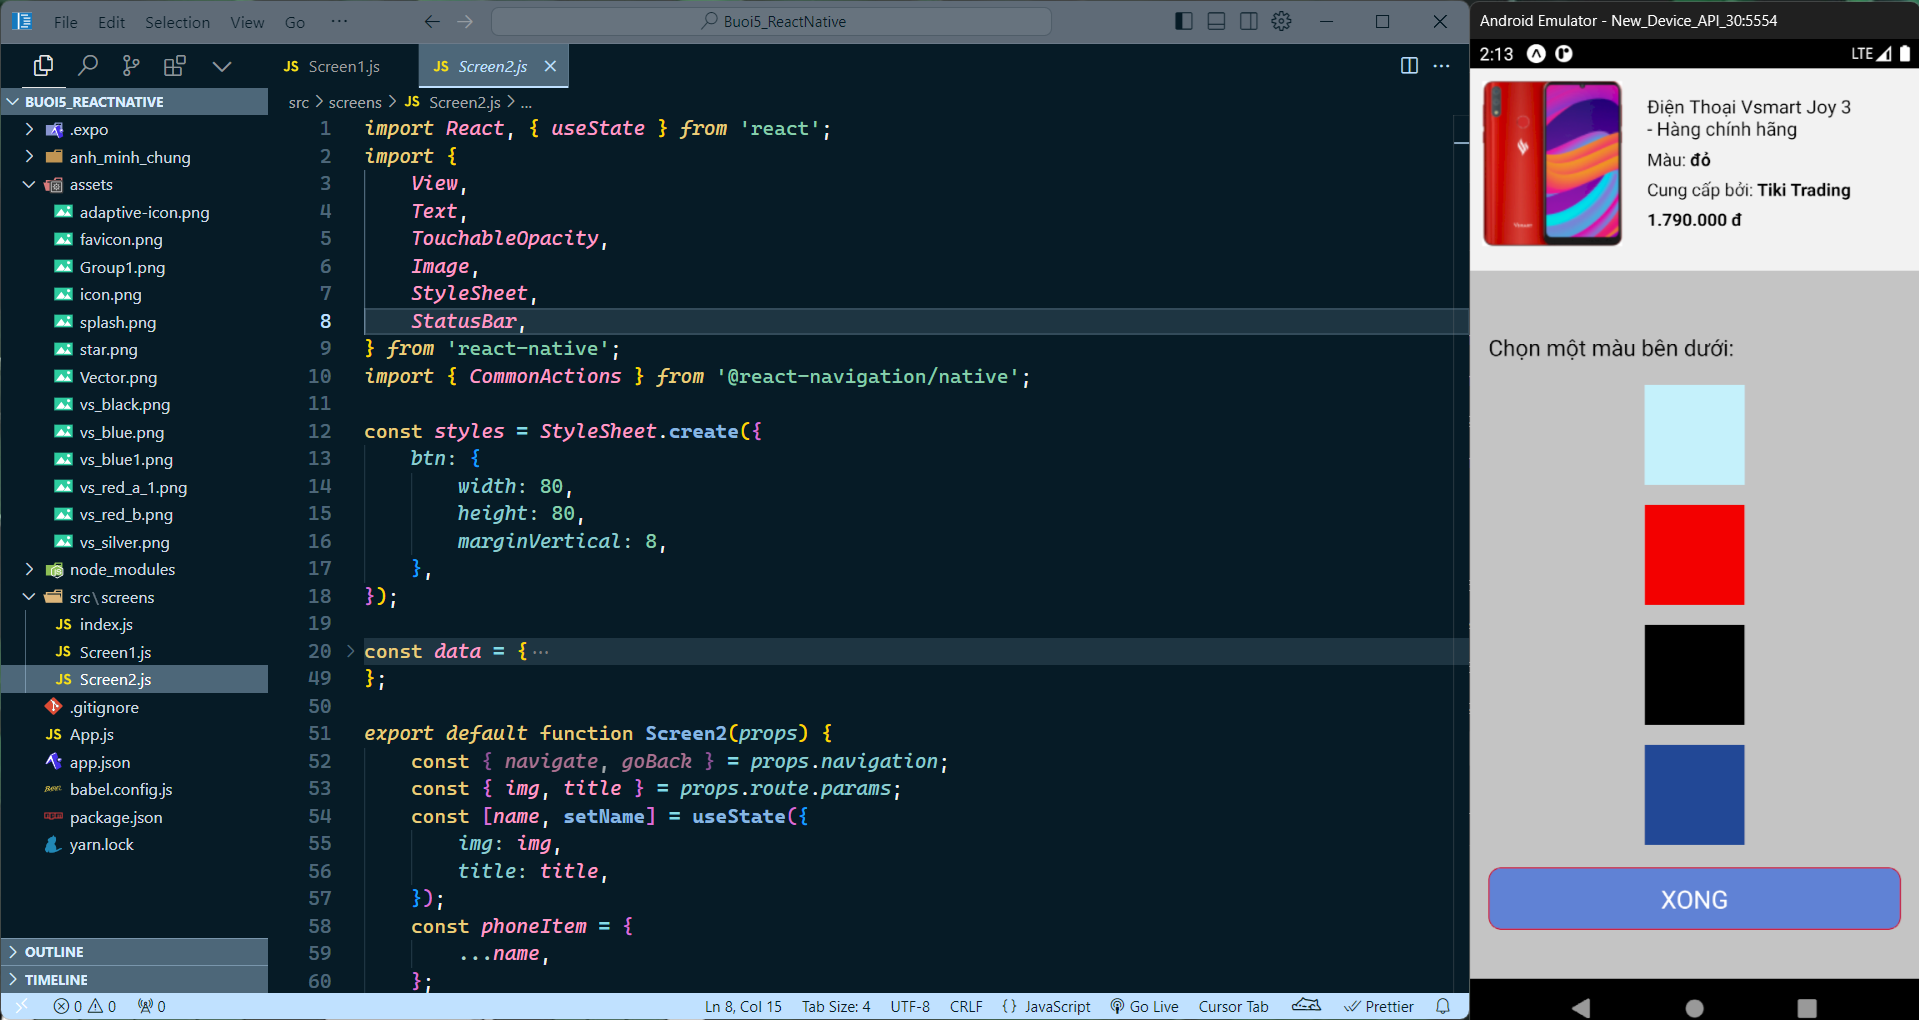 File Edit Selection View Go ···
Buoi5_ReactNative
BUOI5_REACTNATIVE
.expo
anh_minh_chung
assets
adaptive-icon.png
favicon.png
Group1.png
icon.png
splash.png
star.png
Vector.png
vs_black.png
vs_blue.png
vs_blue1.png
vs_red_a_1.png
vs_red_b.png
vs_silver.png
node_modules
src\screens
JS index.js
JS Screen1.js
JS Screen2.js
.gitignore
JS App.js
app.json
babel.config.js
package.json
yarn.lock
OUTLINE
TIMELINE
JS Screen1.js
JS Screen2.js
src > screens > JS Screen2.js > ...
1 import React, { useState } from 'react';
2 import {
3 View,
4 Text,
5 TouchableOpacity,
6 Image,
7 StyleSheet,
8 StatusBar,
9 } from 'react-native';
10 import { CommonActions } from '@react-navigation/native';
11
12 const styles = StyleSheet.create({
13 btn: {
14 width: 80,
15 height: 80,
16 marginVertical: 8,
17 },
18 });
19
20 const data = {···
49 };
50
51 export default function Screen2(props) {
52 const { navigate, goBack } = props.navigation;
53 const { img, title } = props.route.params;
54 const [name, setName] = useState({
55 img: img,
56 title: title,
57 });
58 const phoneItem = {
59 ...name,
60 };
0 0 0
Ln 8, Col 15 Tab Size: 4 UTF-8 CRLF {} JavaScript Go Live Cursor Tab Prettier
Android Emulator - New_Device_API_30:5554
2:13 LTE
Điện Thoại Vsmart Joy 3
- Hàng chính hãng
Màu: đỏ
Cung cấp bởi: Tiki Trading
1.790.000 đ
Chọn một màu bên dưới:
XONG